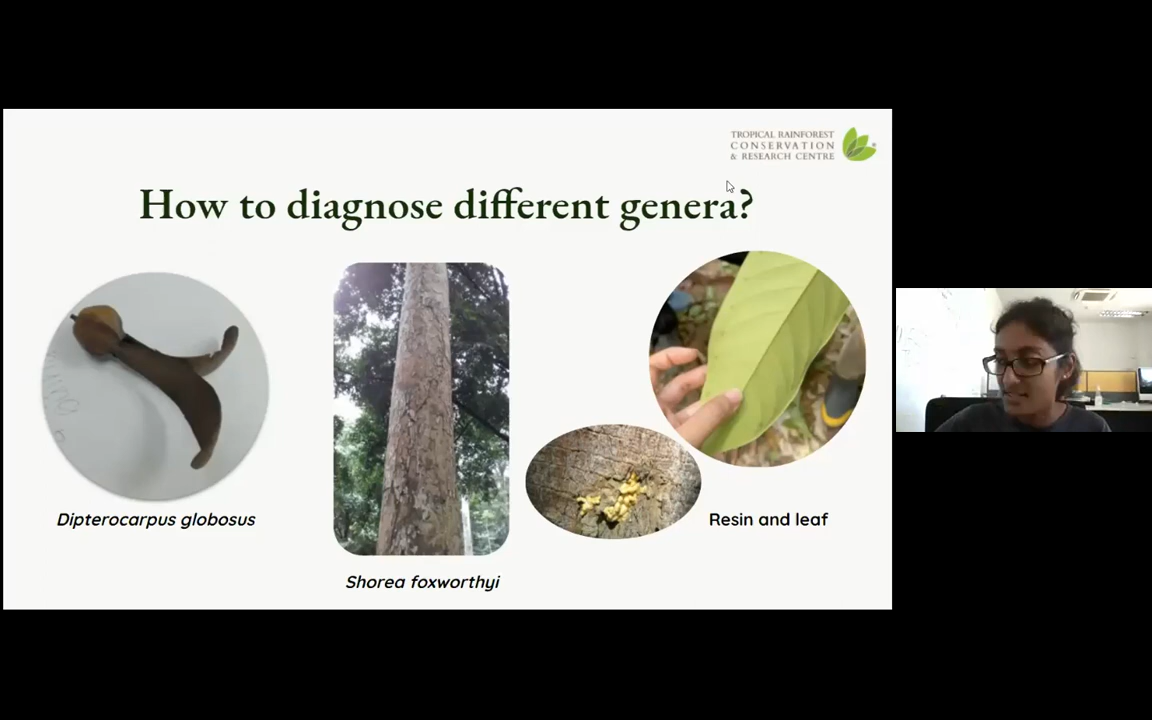 TROPICAL RAINFOREST
CONSERVATION
& RESEARCH CENTRE
How to diagnose different genera?
Dipterocarpus globosus
Shorea foxworthyi
Resin and leaf